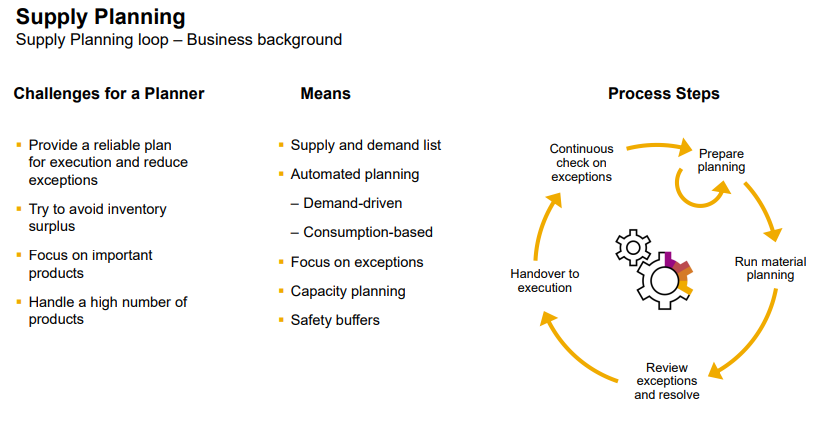 Supply Planning
Supply Planning loop – Business background
Challenges for a Planner
Provide a reliable plan
for execution and reduce
exceptions
Try to avoid inventory
surplus
Focus on important
products
Handle a high number of
products
Means
Supply and demand list
Automated planning
– Demand-driven
– Consumption-based
Focus on exceptions
Capacity planning
Safety buffers
Process Steps
Continuous
check on
exceptions
Prepare
planning
Run material
planning
Review
exceptions
and resolve
Handover to
execution